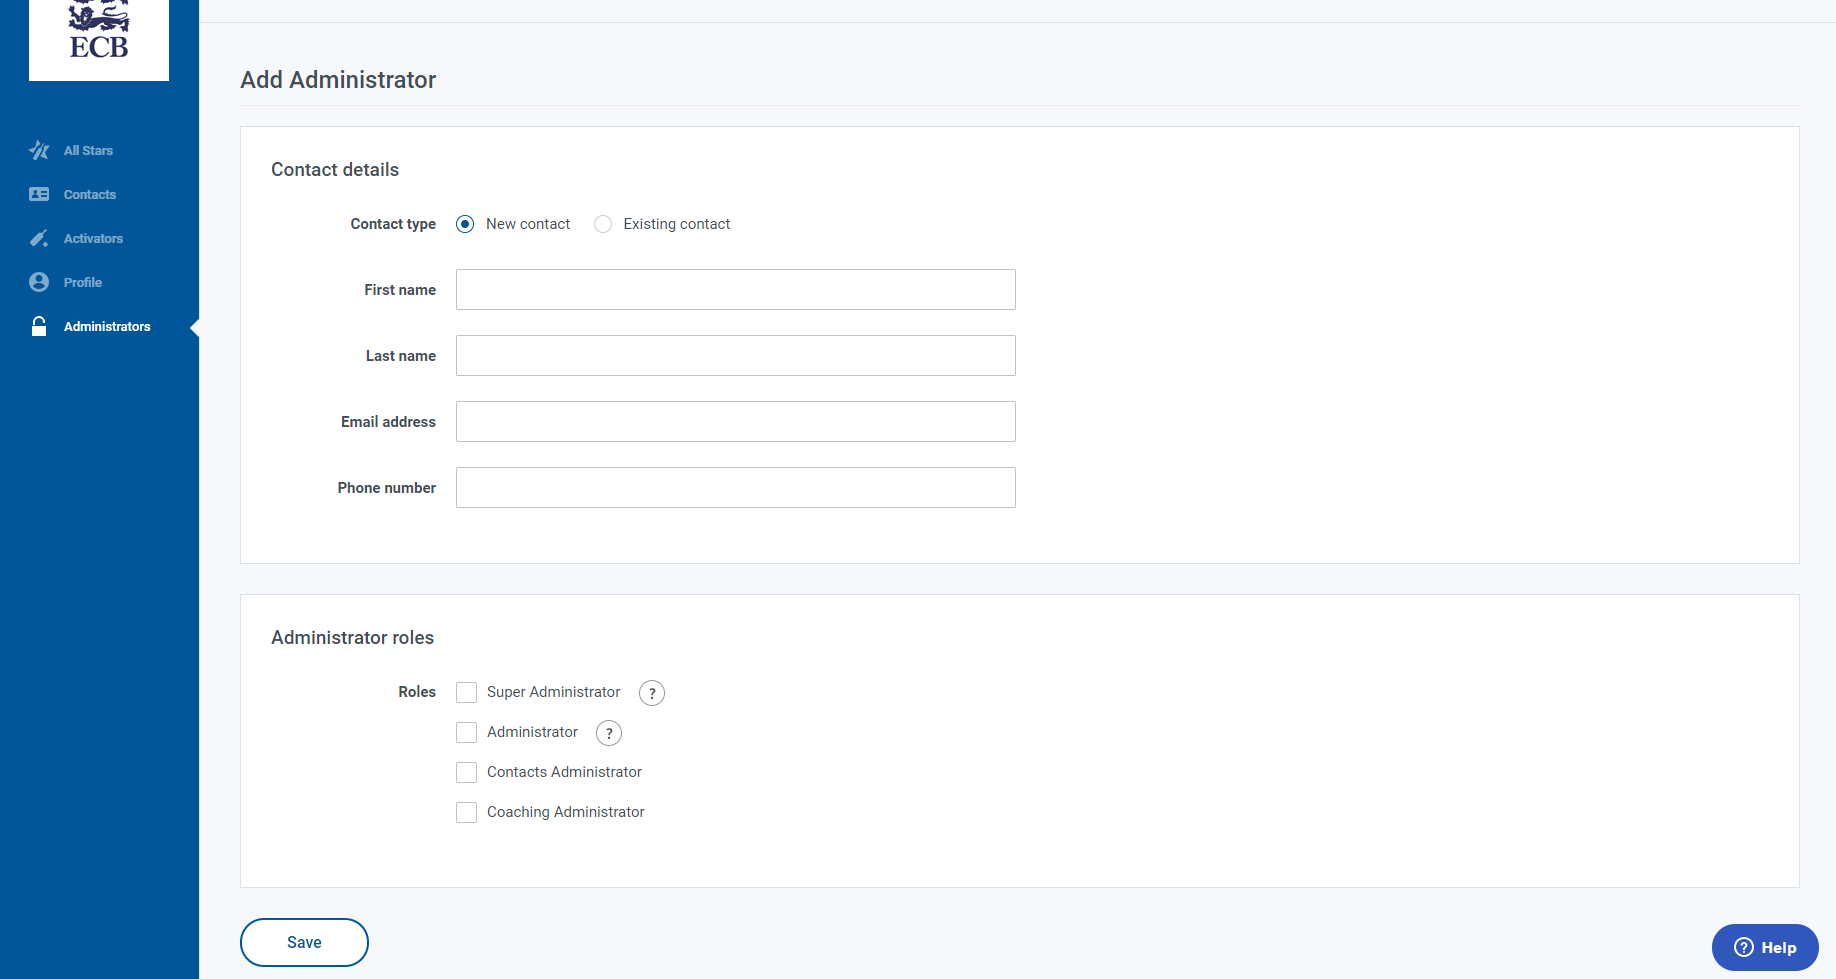 ECB
All Stars
Contacts
Activators
Profile
Administrators
Add Administrator
Contact details
Contact type New contact Existing contact
First name
Last name
Email address
Phone number
Administrator roles
Roles Super Administrator ?
Administrator ?
Contacts Administrator
Coaching Administrator
Save
? Help